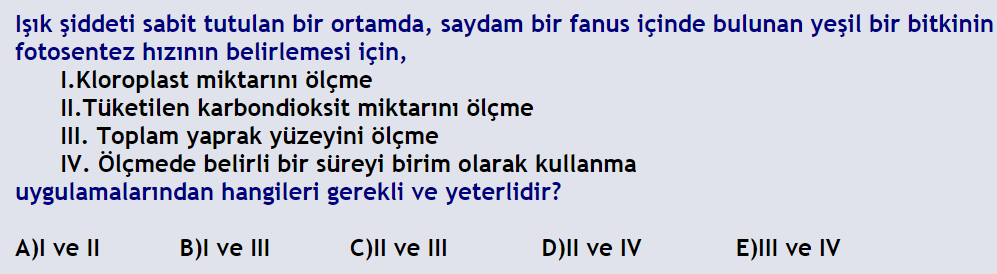 Işık şiddeti sabit tutulan bir ortamda, saydam bir fanus içinde bulunan yeşil bir bitkinin
fotosentez hızının belirlemesi için,
I.Kloroplast miktarını ölçme
II.Tüketilen karbondioksit miktarını ölçme
III. Toplam yaprak yüzeyini ölçme
IV. Ölçmede belirli bir süreyi birim olarak kullanma
uygulamalarından hangileri gerekli ve yeterlidir?
A)I ve II B)I ve III C)II ve III D)II ve IV E)III ve IV